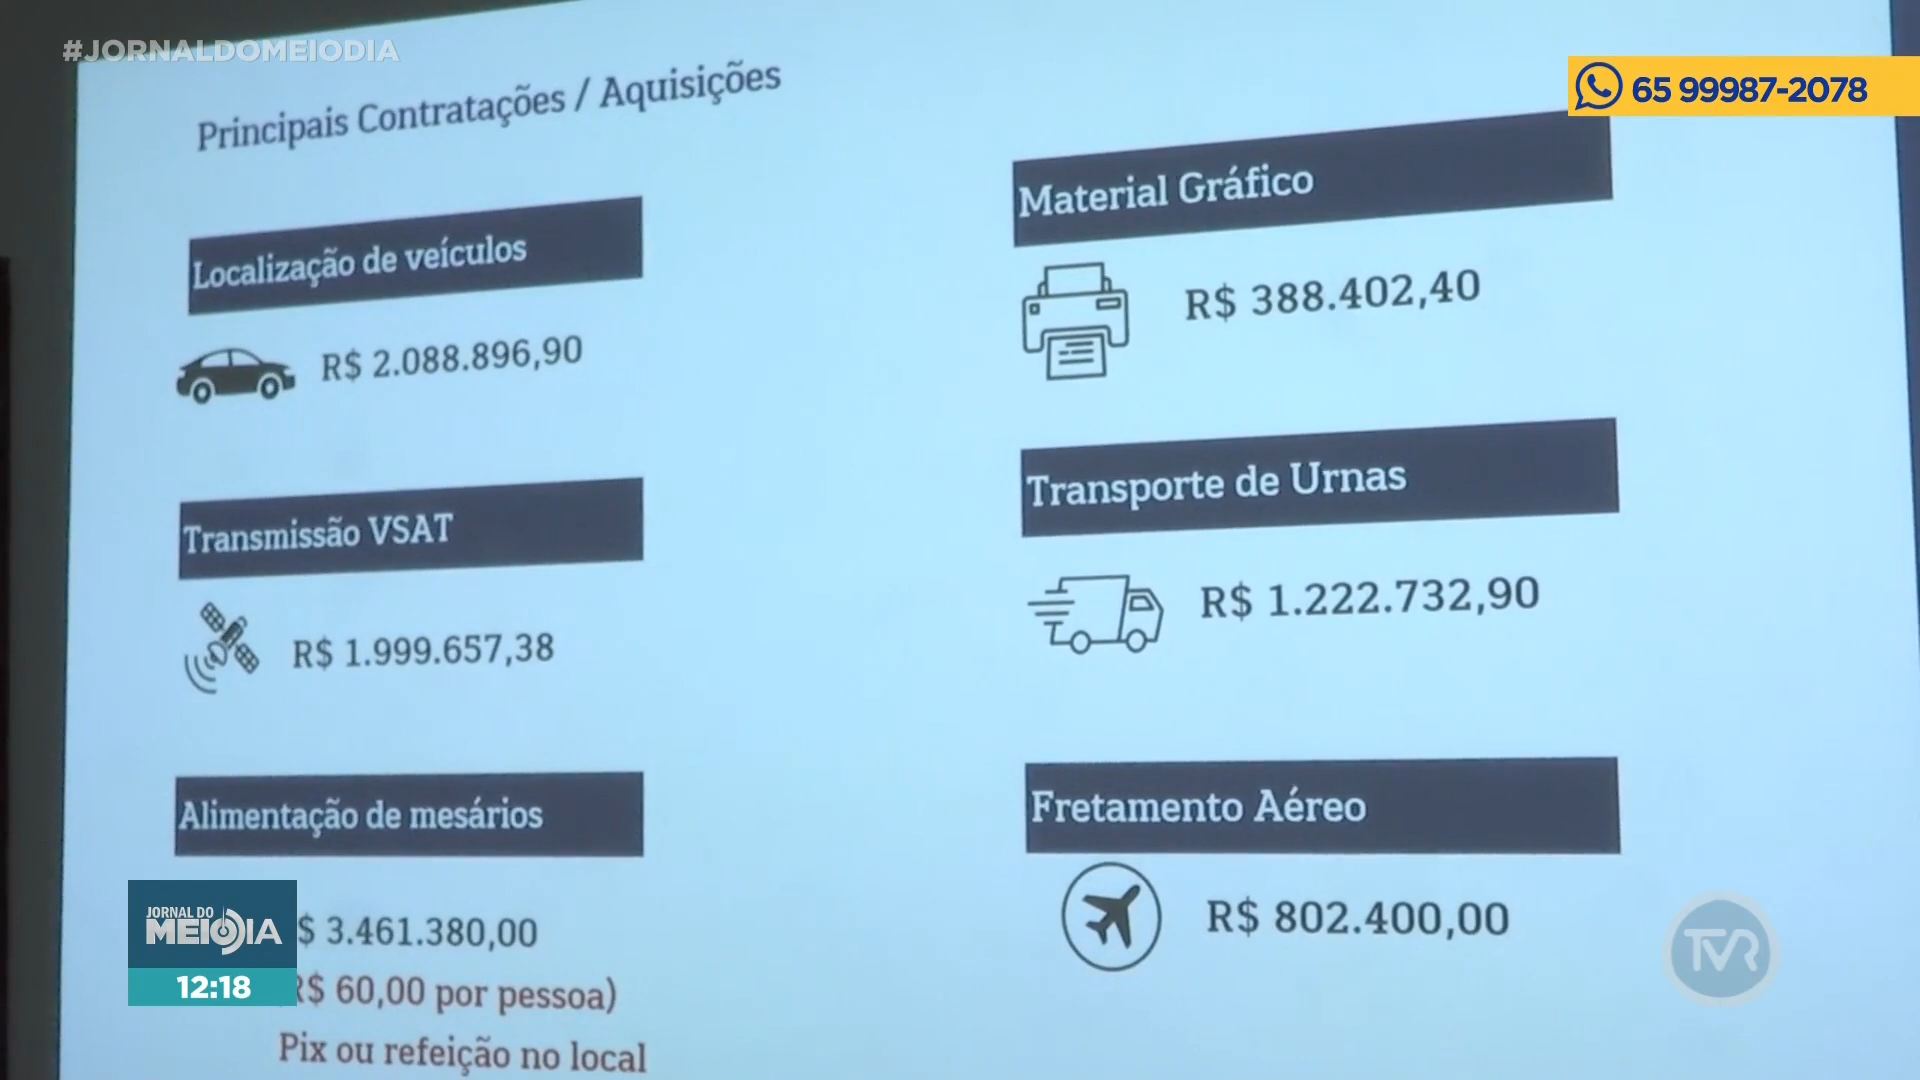 #JORNALDOMEIODIA
65 99987-2078
Principais Contratações / Aquisições
Localização de veículos
R$ 2.088.896,90
Transmissão VSAT
R$ 1.999.657,38
Alimentação de mesários
$ 3.461.380,00
R$ 60,00 por pessoa)
Pix ou refeição no local
Material Gráfico
R$ 388.402,40
Transporte de Urnas
R$ 1.222.732,90
Fretamento Aéreo
R$ 802.400,00
JORNAL DO
MEIODIA
12:18
TVR